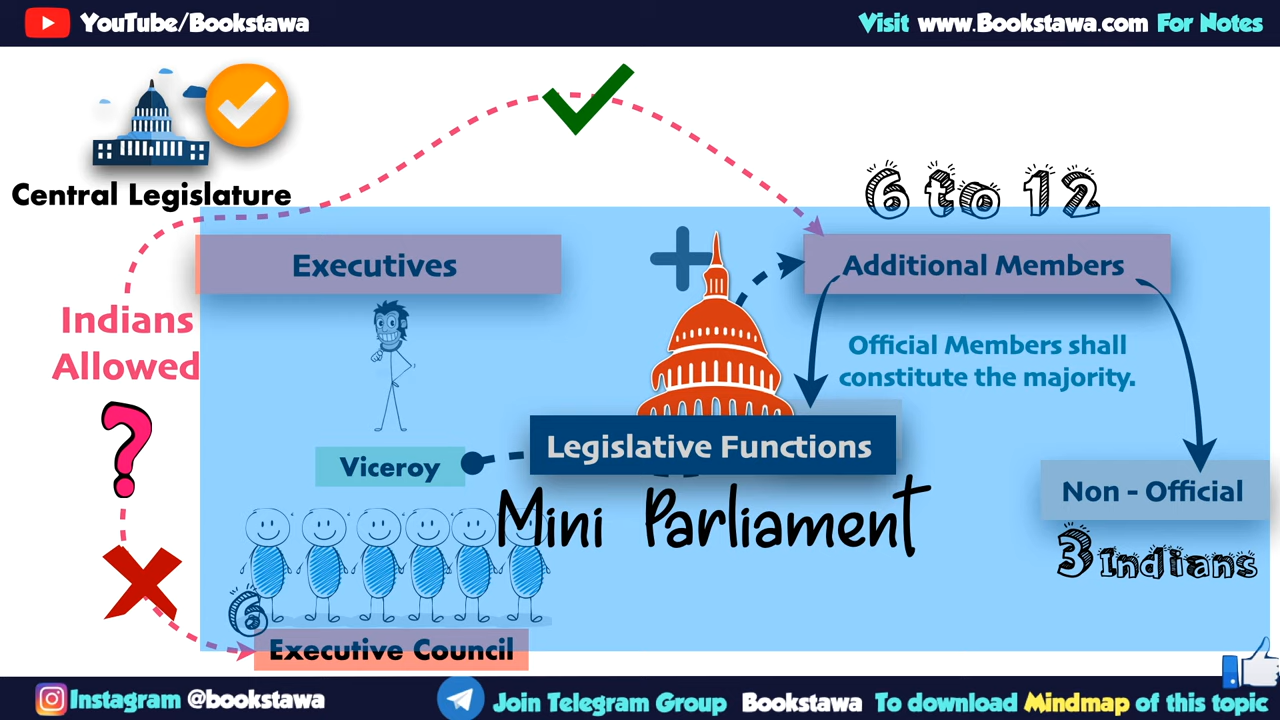 YouTube/Bookstawa
Visit www.Bookstawa.com For Notes
Central Legislature
6 to 12
Executives
Additional Members
Indians
Allowed
?
Official Members shall
constitute the majority.
Legislative Functions
Viceroy
Mini Parliament
Non - Official
3 Indians
6
Executive Council
Instagram @bookstawa
Join Telegram Group Bookstawa To download Mindmap of this topic